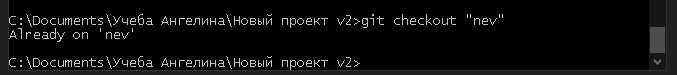 C:\Documents\Учеба Ангелина\Новый проект v2>git checkout "nev"
Already on 'nev'
C:\Documents\Учеба Ангелина\Новый проект v2>